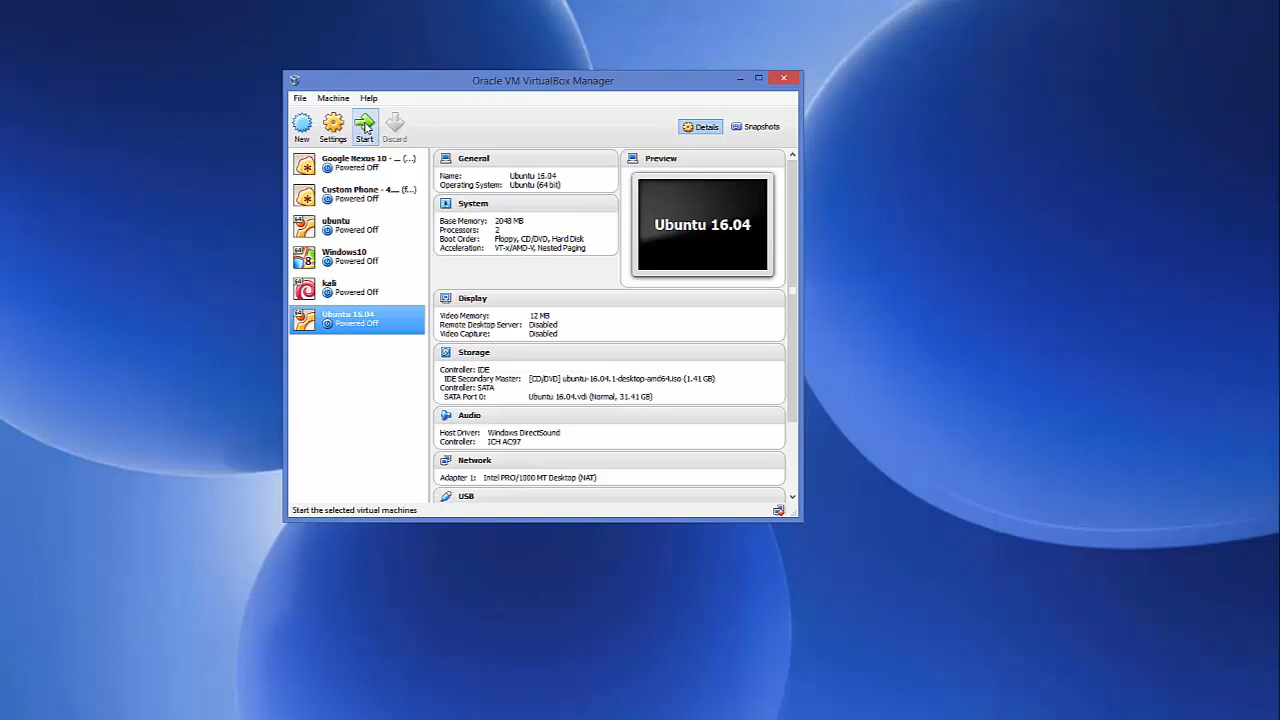 Oracle VM VirtualBox Manager
File Machine Help
New Settings Start Discard
Details Snapshots
Google Nexus 10 - ... (...)
Powered Off
Custom Phone - 4.... (f...)
Powered Off
64 ubuntu
Powered Off
64 Windows10
8 Powered Off
64 kali
Powered Off
64 Ubuntu 16.04
Powered Off
General
Name: Ubuntu 16.04
Operating System: Ubuntu (64 bit)
System
Base Memory: 2048 MB
Processors: 2
Boot Order: Floppy, CD/DVD, Hard Disk
Acceleration: VT-x/AMD-V, Nested Paging
Preview
Ubuntu 16.04
Display
Video Memory: 12 MB
Remote Desktop Server: Disabled
Video Capture: Disabled
Storage
Controller: IDE
IDE Secondary Master: [CD/DVD] ubuntu-16.04.1-desktop-amd64.iso (1.41 GB)
Controller: SATA
SATA Port 0: Ubuntu 16.04.vdi (Normal, 31.41 GB)
Audio
Host Driver: Windows DirectSound
Controller: ICH AC97
Network
Adapter 1: Intel PRO/1000 MT Desktop (NAT)
USB
Start the selected virtual machines